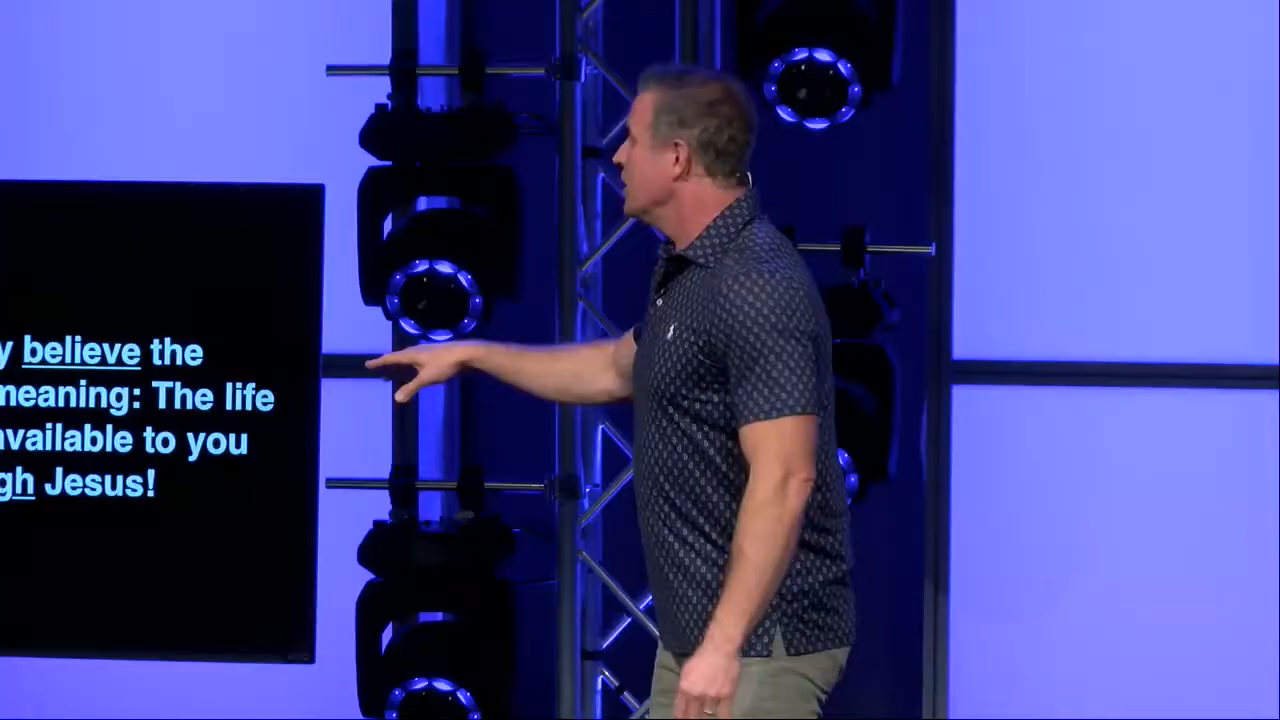 believe the
meaning: The life
available to you
gh Jesus!